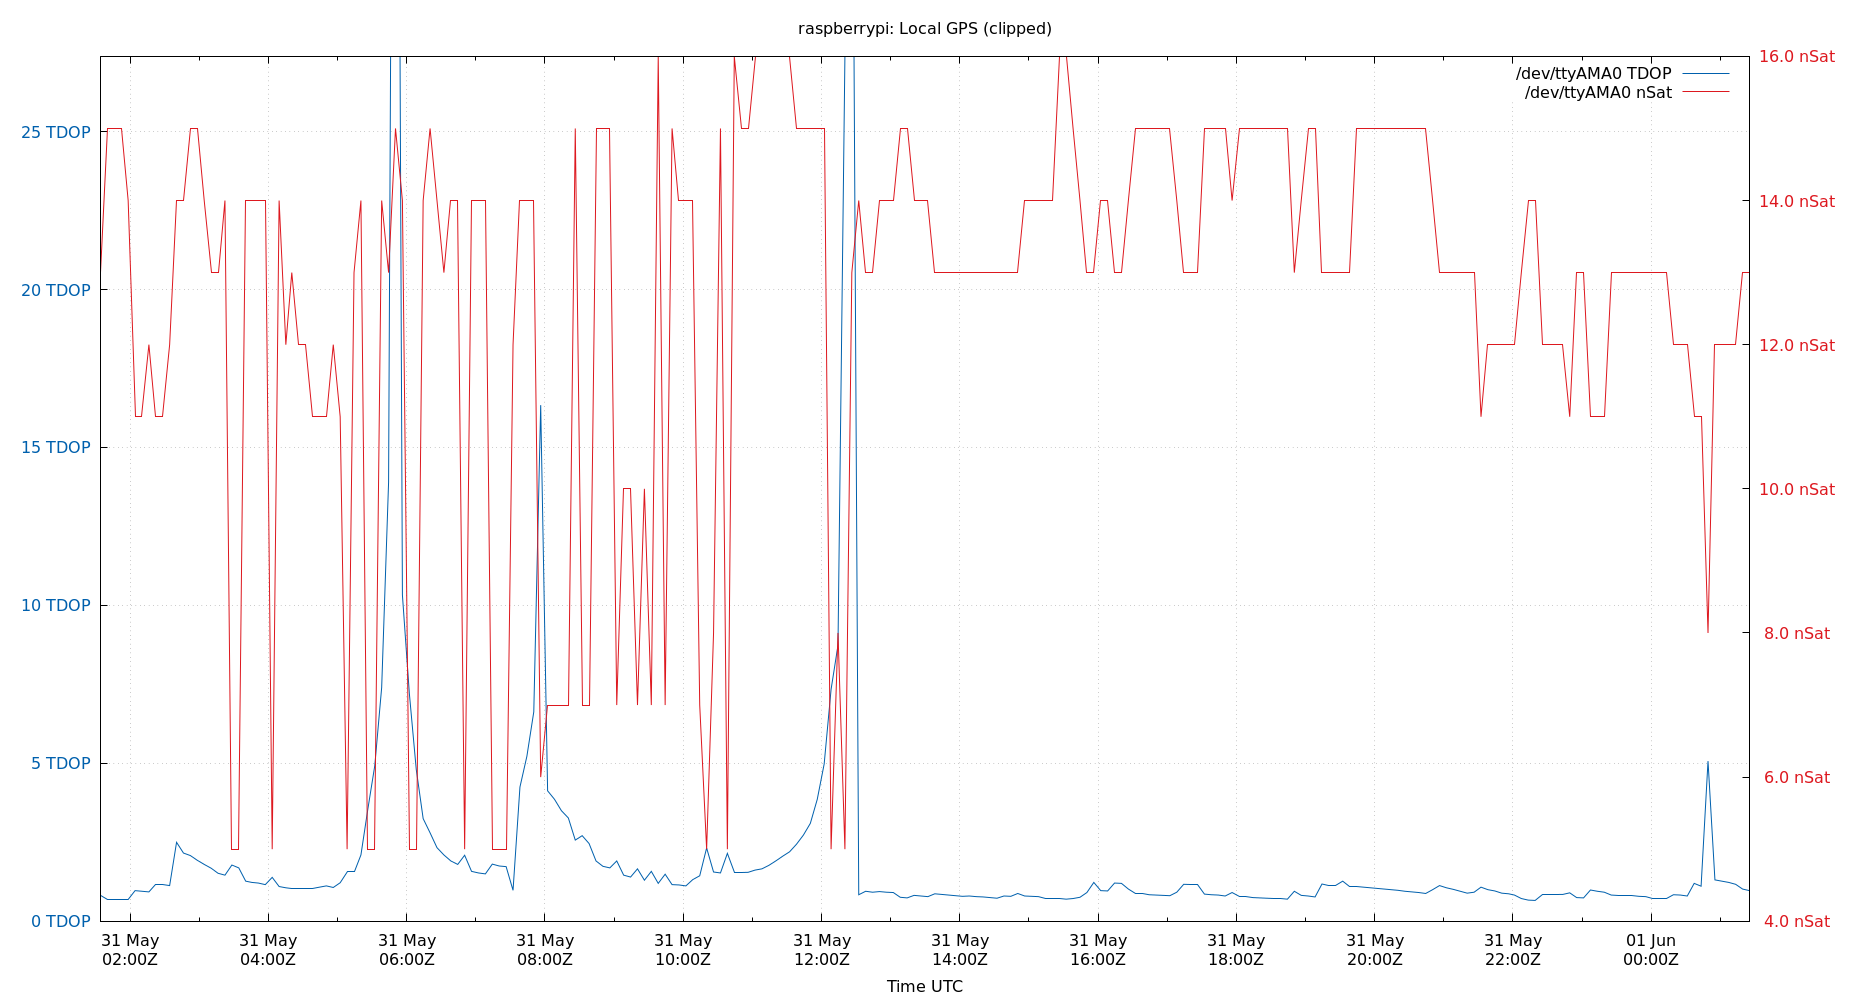 raspberrypi: Local GPS (clipped)
/dev/ttyAMA0 TDOP
/dev/ttyAMA0 nSat
25 TDOP
20 TDOP
15 TDOP
10 TDOP
5 TDOP
0 TDOP
16.0 nSat
14.0 nSat
12.0 nSat
10.0 nSat
8.0 nSat
6.0 nSat
4.0 nSat
31 May 31 May 31 May 31 May 31 May 31 May 31 May 31 May 31 May 31 May 31 May 01 Jun
02:00Z 04:00Z 06:00Z 08:00Z 10:00Z 12:00Z 14:00Z 16:00Z 18:00Z 20:00Z 22:00Z 00:00Z
Time UTC